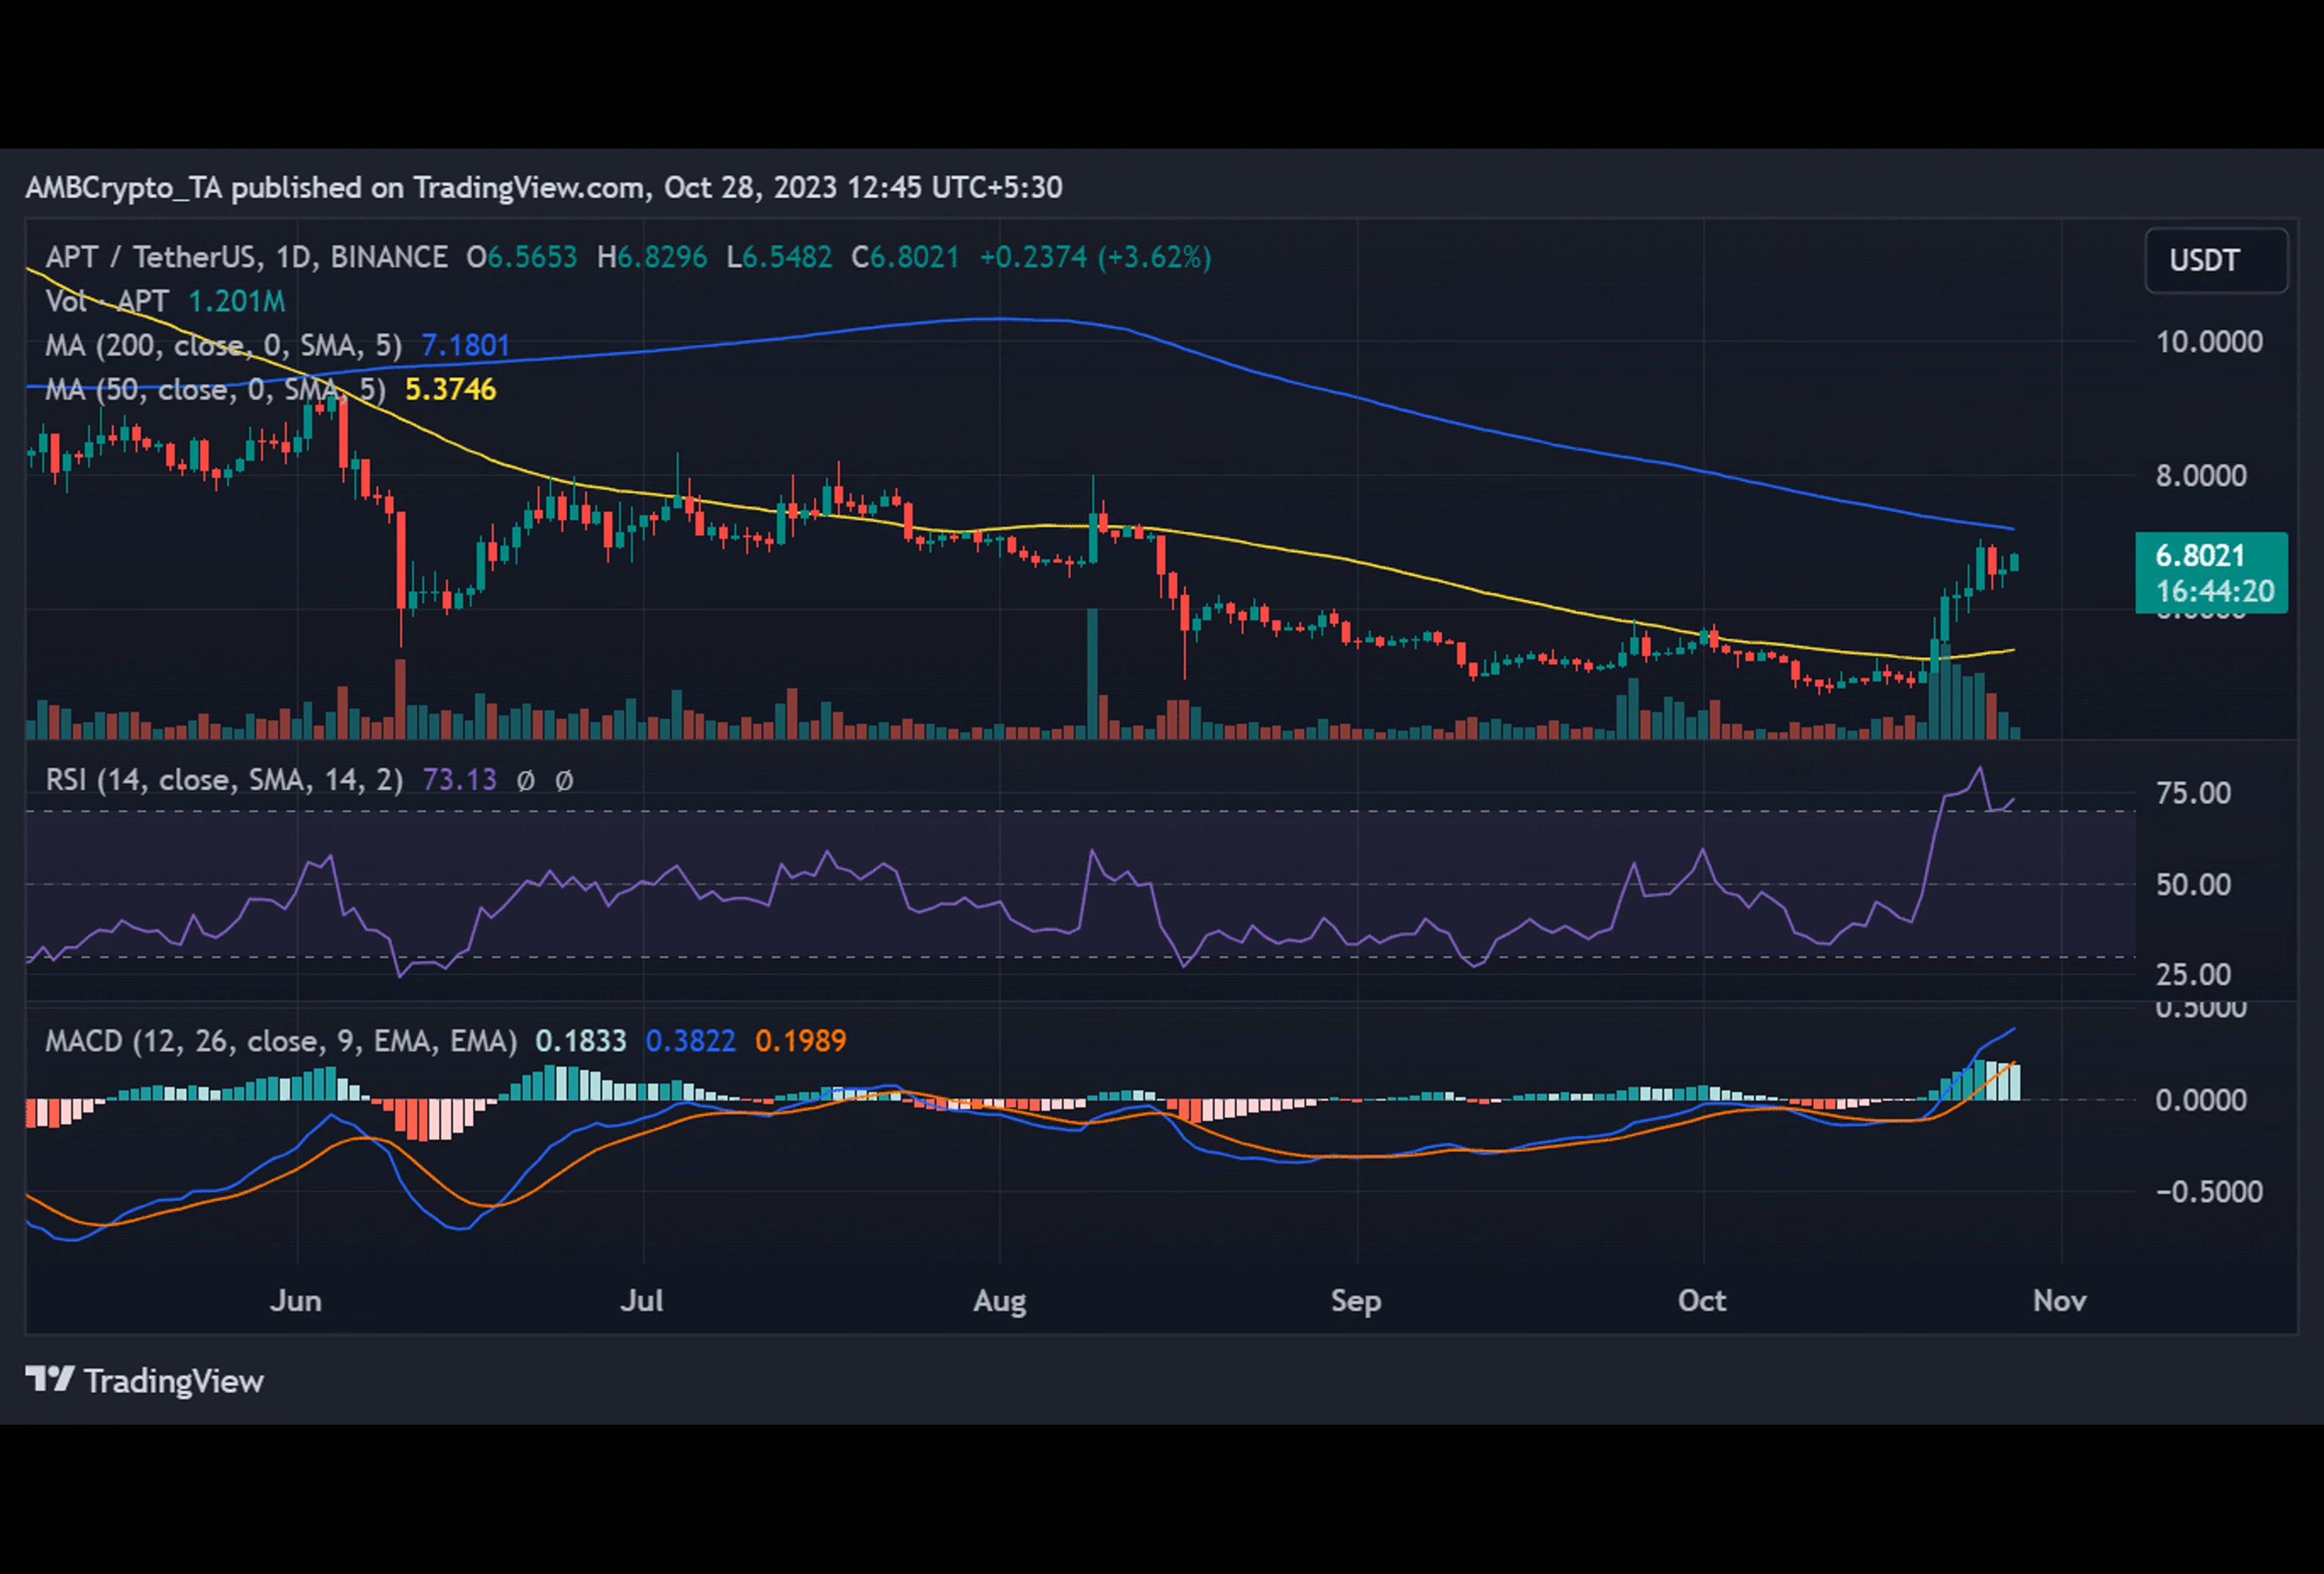 AMBCrypto_TA published on TradingView.com, Oct 28, 2023 12:45 UTC+5:30
APT / TetherUS, 1D, BINANCE O6.5653 H6.8296 L6.5482 C6.8021 +0.2374 (+3.62%)
USDT
Vol · APT 1.201M
MA (200, close, 0, SMA, 5) 7.1801
10.0000
MA (50, close, 0, SMA, 5) 5.3746
8.0000
6.8021
16:44:20
RSI (14, close, SMA, 14, 2) 73.13 Ø Ø
75.00
50.00
25.00
0.5000
MACD (12, 26, close, 9, EMA, EMA) 0.1833 0.3822 0.1989
0.0000
−0.5000
Jun Jul Aug Sep Oct Nov
TradingView